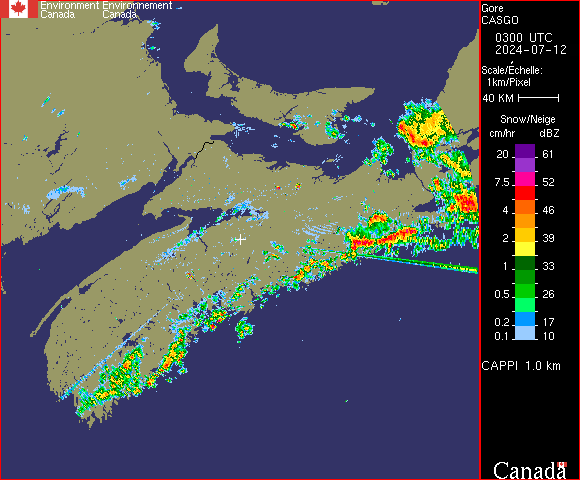 Environment Environnement
Canada Canada
Gore
CASGO
0300 UTC
2024-07-12
Scale/Échelle:
1km/Pixel
40 KM
Snow/Neige
cm/hr dBZ
20 61
7.5 52
4 46
2 39
1 33
0.5 26
0.2 17
0.1 10
CAPPI 1.0 km
Canada